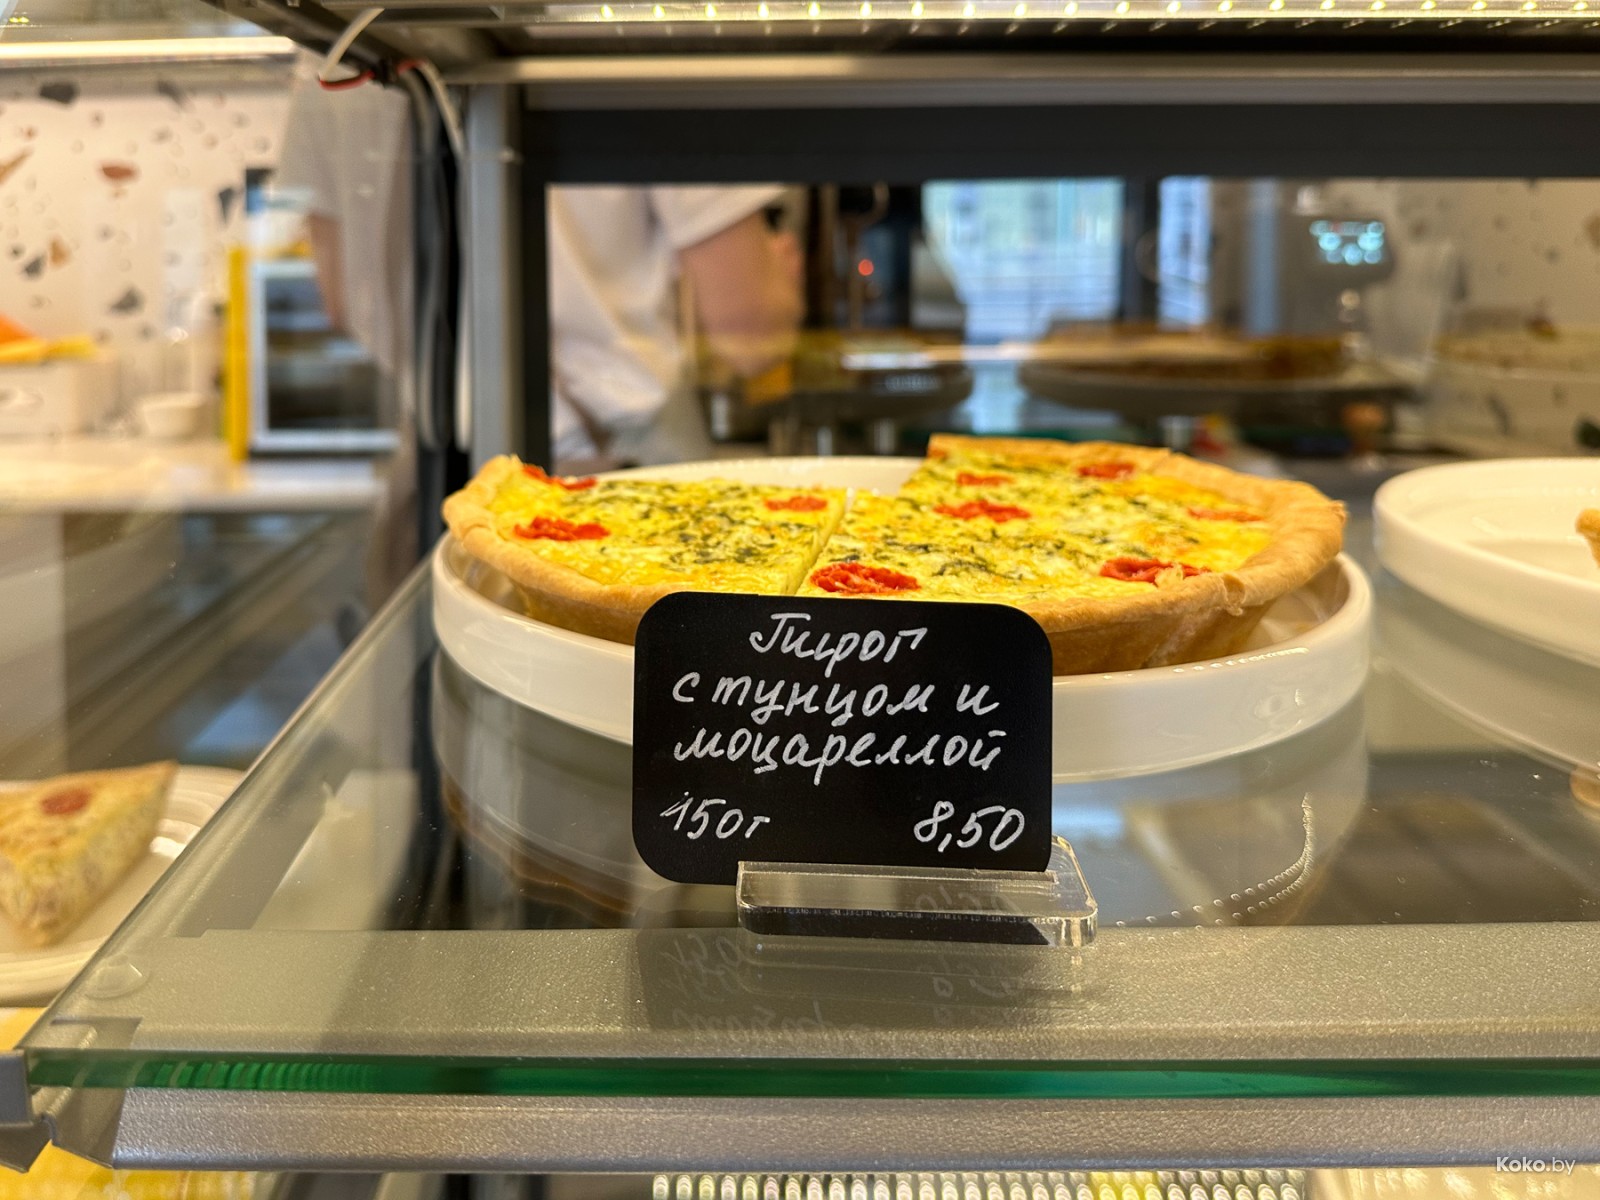 Пирог
с тунцом и
моцареллой
150г 8,50
Koko.by